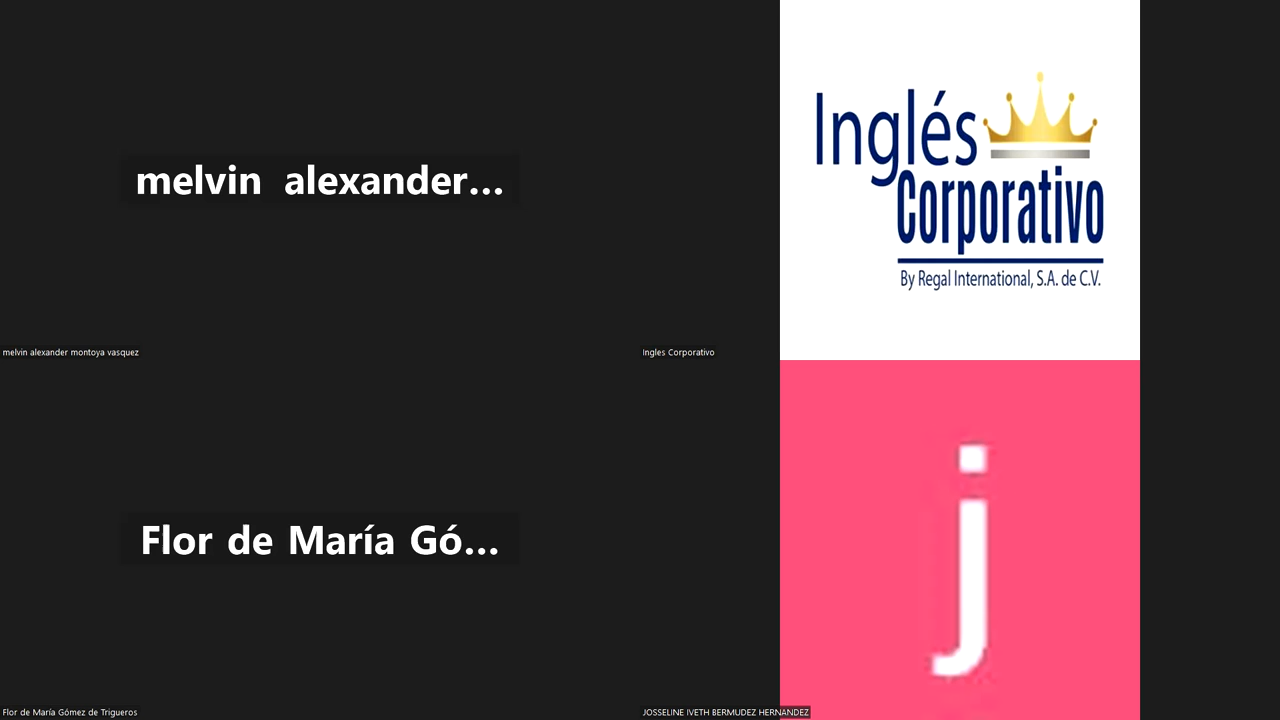 melvin alexander...
melvin alexander montoya vasquez
Inglés
Corporativo
By Regal International, S.A. de C.V.
Ingles Corporativo
Flor de María Gó...
Flor de María Gómez de Trigueros
j
JOSSELINE IVETH BERMUDEZ HERNANDEZ